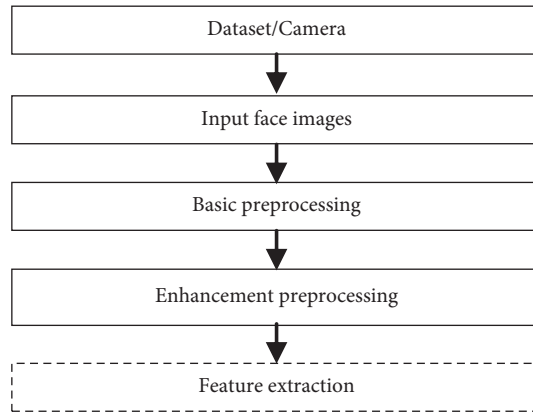 Dataset/Camera
Input face images
Basic preprocessing
Enhancement preprocessing
Feature extraction